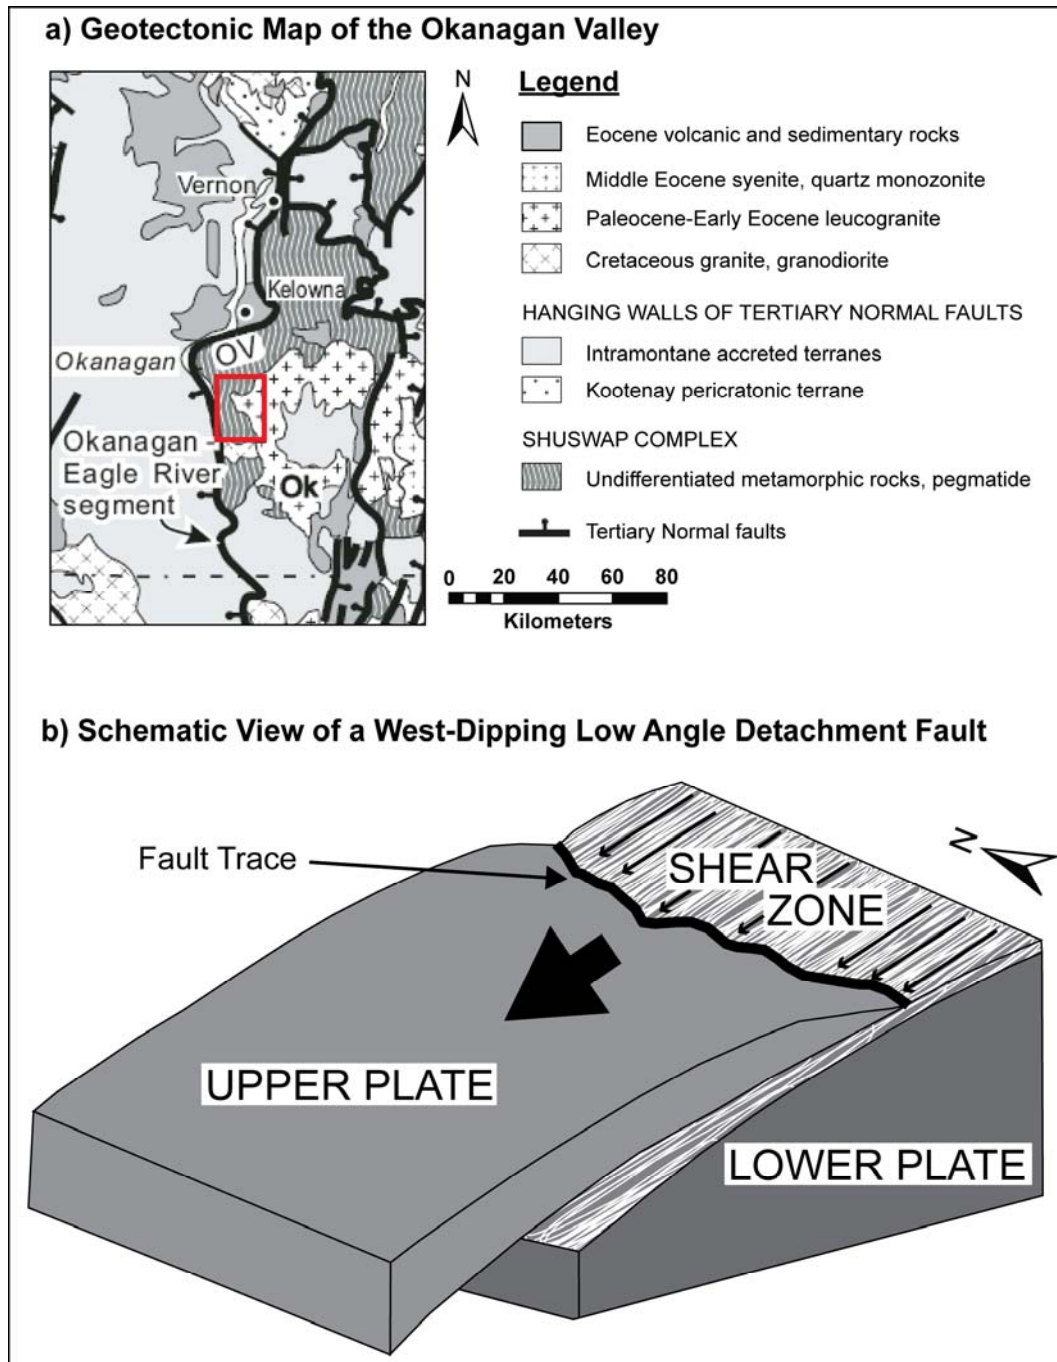 a) Geotectonic Map of the Okanagan Valley
N
Vernon
Kelowna
OV
Okanagan
Okanagan -
Eagle River
segment
Ok
Legend
Eocene volcanic and sedimentary rocks
Middle Eocene syenite, quartz monozonite
Paleocene-Early Eocene leucogranite
Cretaceous granite, granodiorite
HANGING WALLS OF TERTIARY NORMAL FAULTS
Intramontane accreted terranes
Kootenay pericratonic terrane
SHUSWAP COMPLEX
Undifferentiated metamorphic rocks, pegmatide
Tertiary Normal faults
0 20 40 60 80
Kilometers
b) Schematic View of a West-Dipping Low Angle Detachment Fault
N
Fault Trace
SHEAR
ZONE
UPPER PLATE
LOWER PLATE